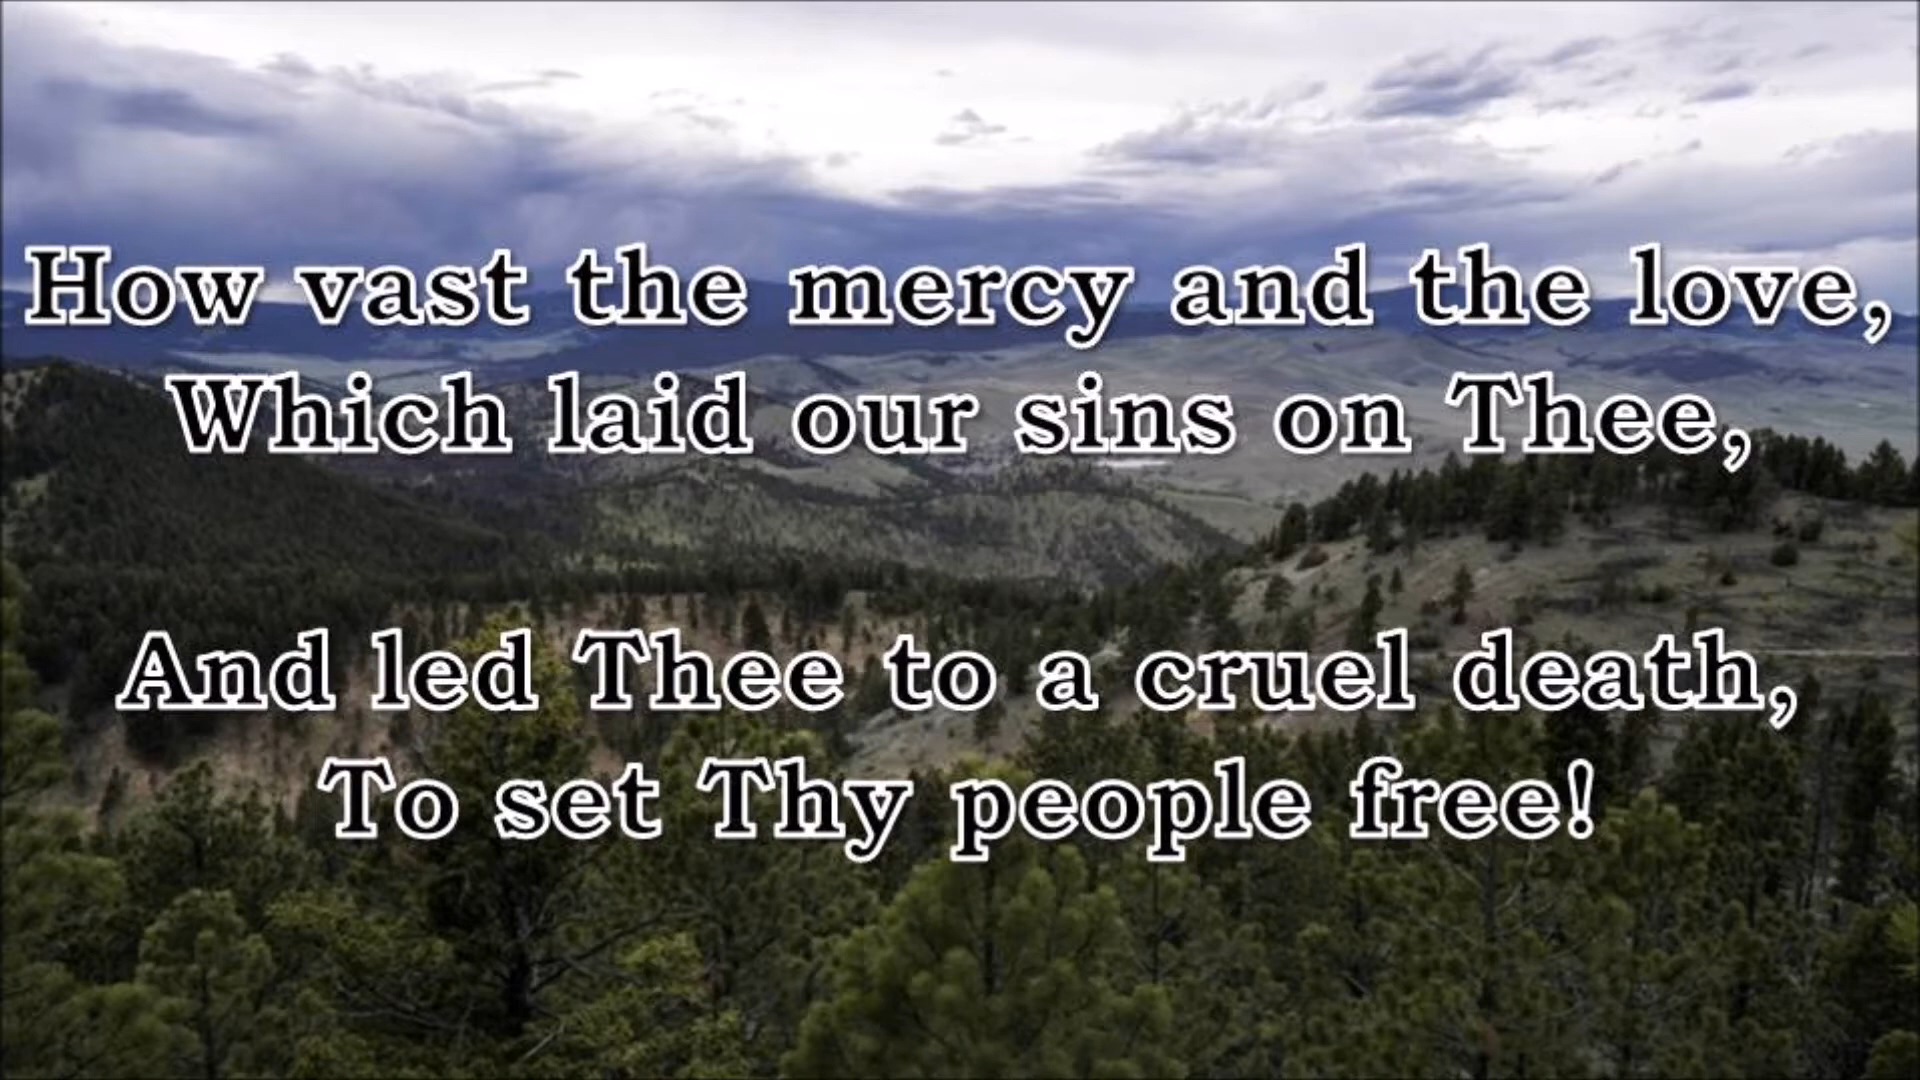 How vast the mercy and the love,
Which laid our sins on Thee,
And led Thee to a cruel death,
To set Thy people free!